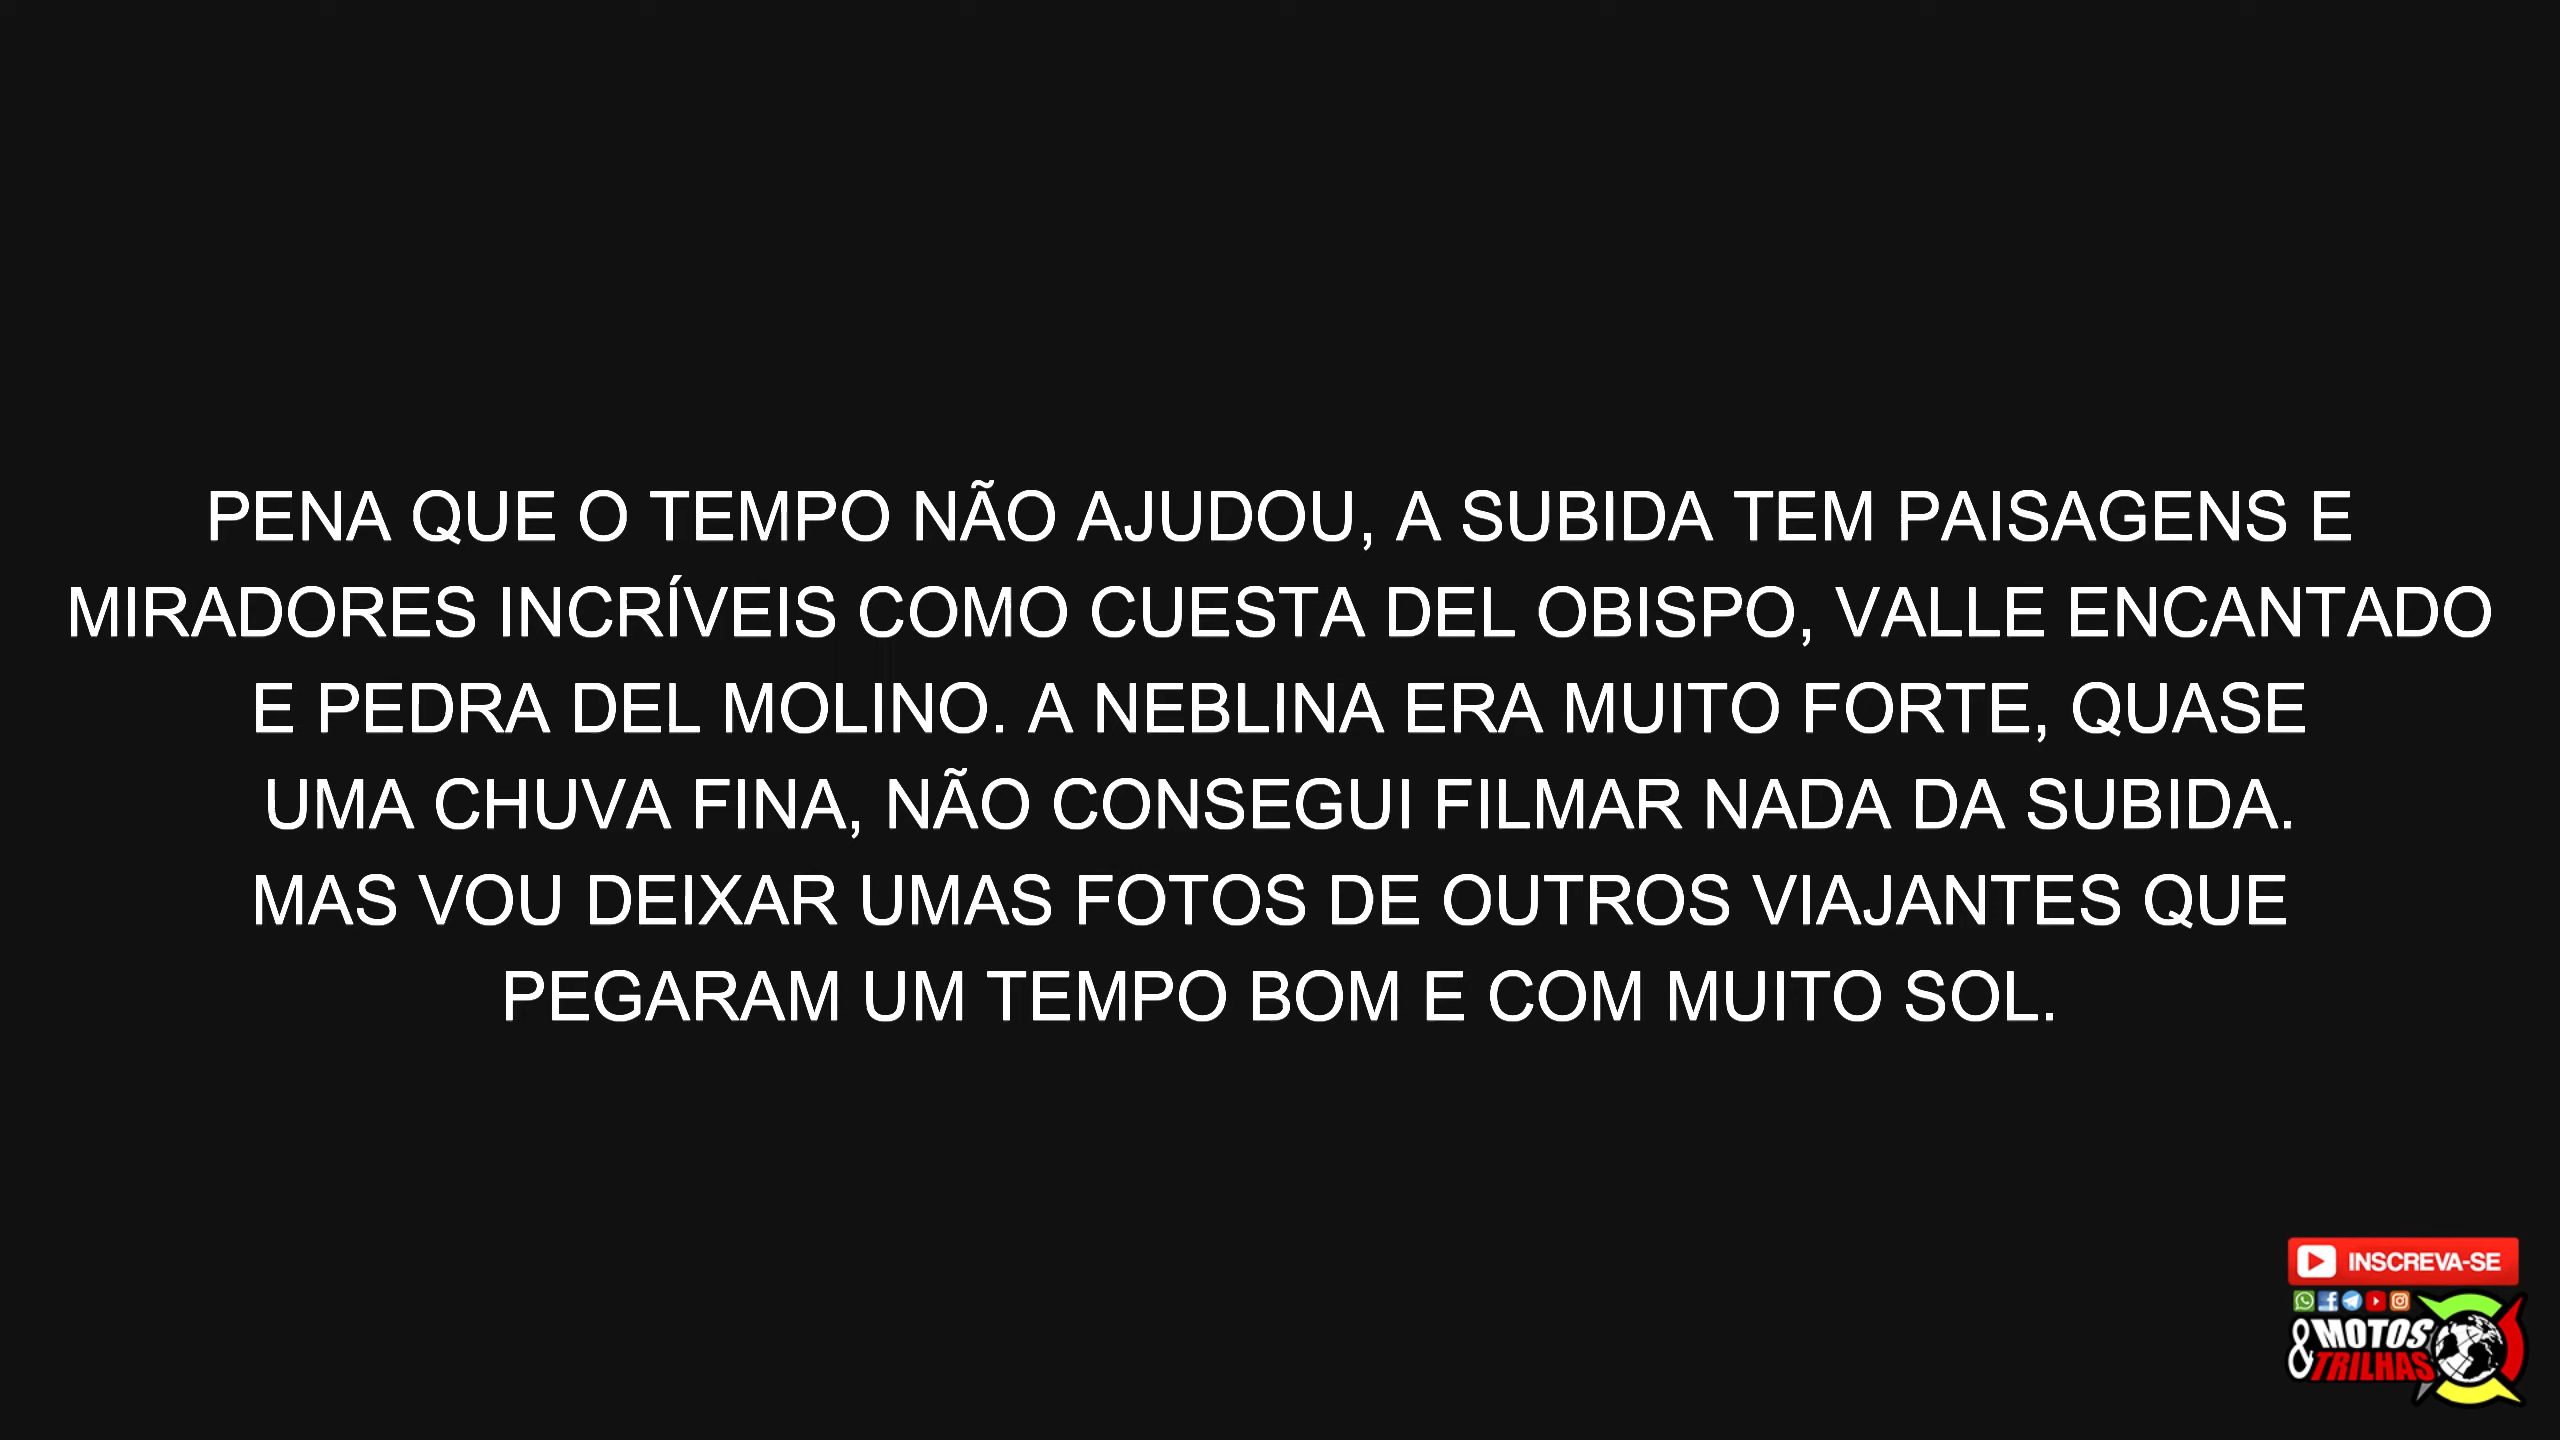 PENA QUE O TEMPO NÃO AJUDOU, A SUBIDA TEM PAISAGENS E
MIRADORES INCRÍVEIS COMO CUESTA DEL OBISPO, VALLE ENCANTADO
E PEDRA DEL MOLINO. A NEBLINA ERA MUITO FORTE, QUASE
UMA CHUVA FINA, NÃO CONSEGUI FILMAR NADA DA SUBIDA.
MAS VOU DEIXAR UMAS FOTOS DE OUTROS VIAJANTES QUE
PEGARAM UM TEMPO BOM E COM MUITO SOL.
INSCREVA-SE
MOTOS
&TRILHAS